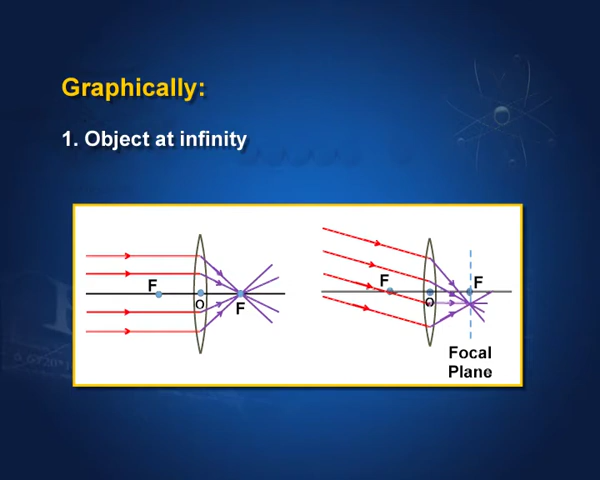 Graphically:
1. Object at infinity
F
O
F
F
O
F
Focal
Plane